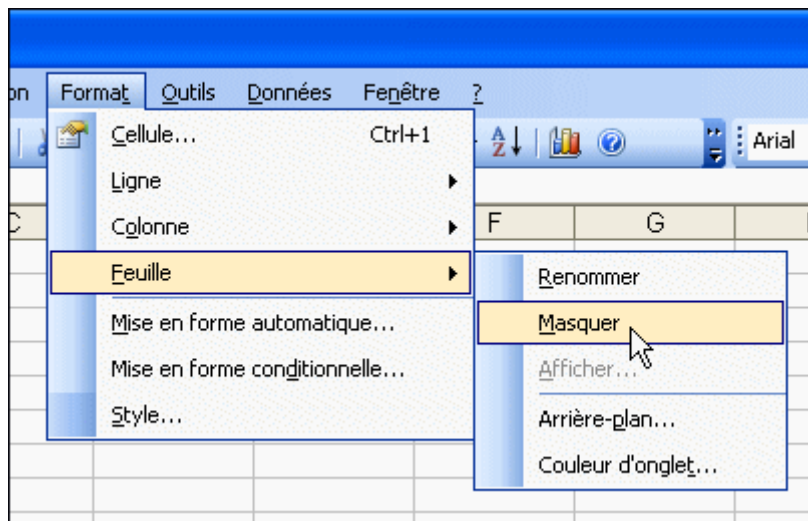 on Format Outils Données Fenêtre ?
Cellule... Ctrl+1
A
Z
Arial
Ligne
Colonne
C F G
Feuille
Renommer
Mise en forme automatique...
Masquer
Mise en forme conditionnelle...
Afficher...
Style...
Arrière-plan...
Couleur d'onglet...